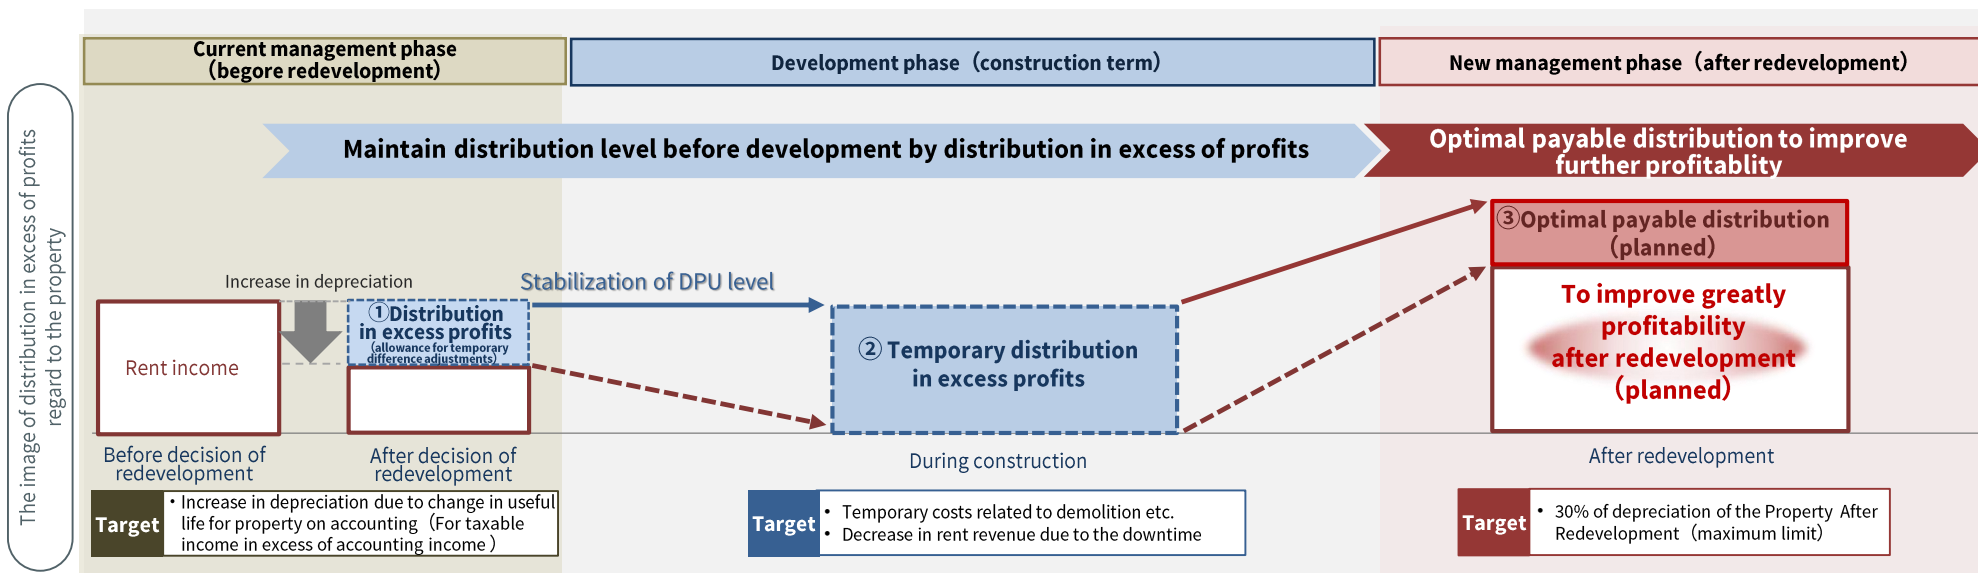 The image of distribution in excess of profits
regard to the property
Current management phase
（begore redevelopment）
Development phase（construction term）
New management phase（after redevelopment）
Maintain distribution level before development by distribution in excess of profits
Optimal payable distribution to improve
further profitablity
Increase in depreciation
Rent income
①Distribution
in excess profits
（allowance for temporary
difference adjustments）
Stabilization of DPU level
② Temporary distribution
in excess profits
③Optimal payable distribution
（planned）
To improve greatly
profitability
after redevelopment
（planned）
Before decision of
redevelopment
After decision of
redevelopment
During construction
After redevelopment
Target
・Increase in depreciation due to change in useful
life for property on accounting（For taxable
income in excess of accounting income）
Target
• Temporary costs related to demolition etc.
• Decrease in rent revenue due to the downtime
Target
• 30% of depreciation of the Property After
Redevelopment（maximum limit）